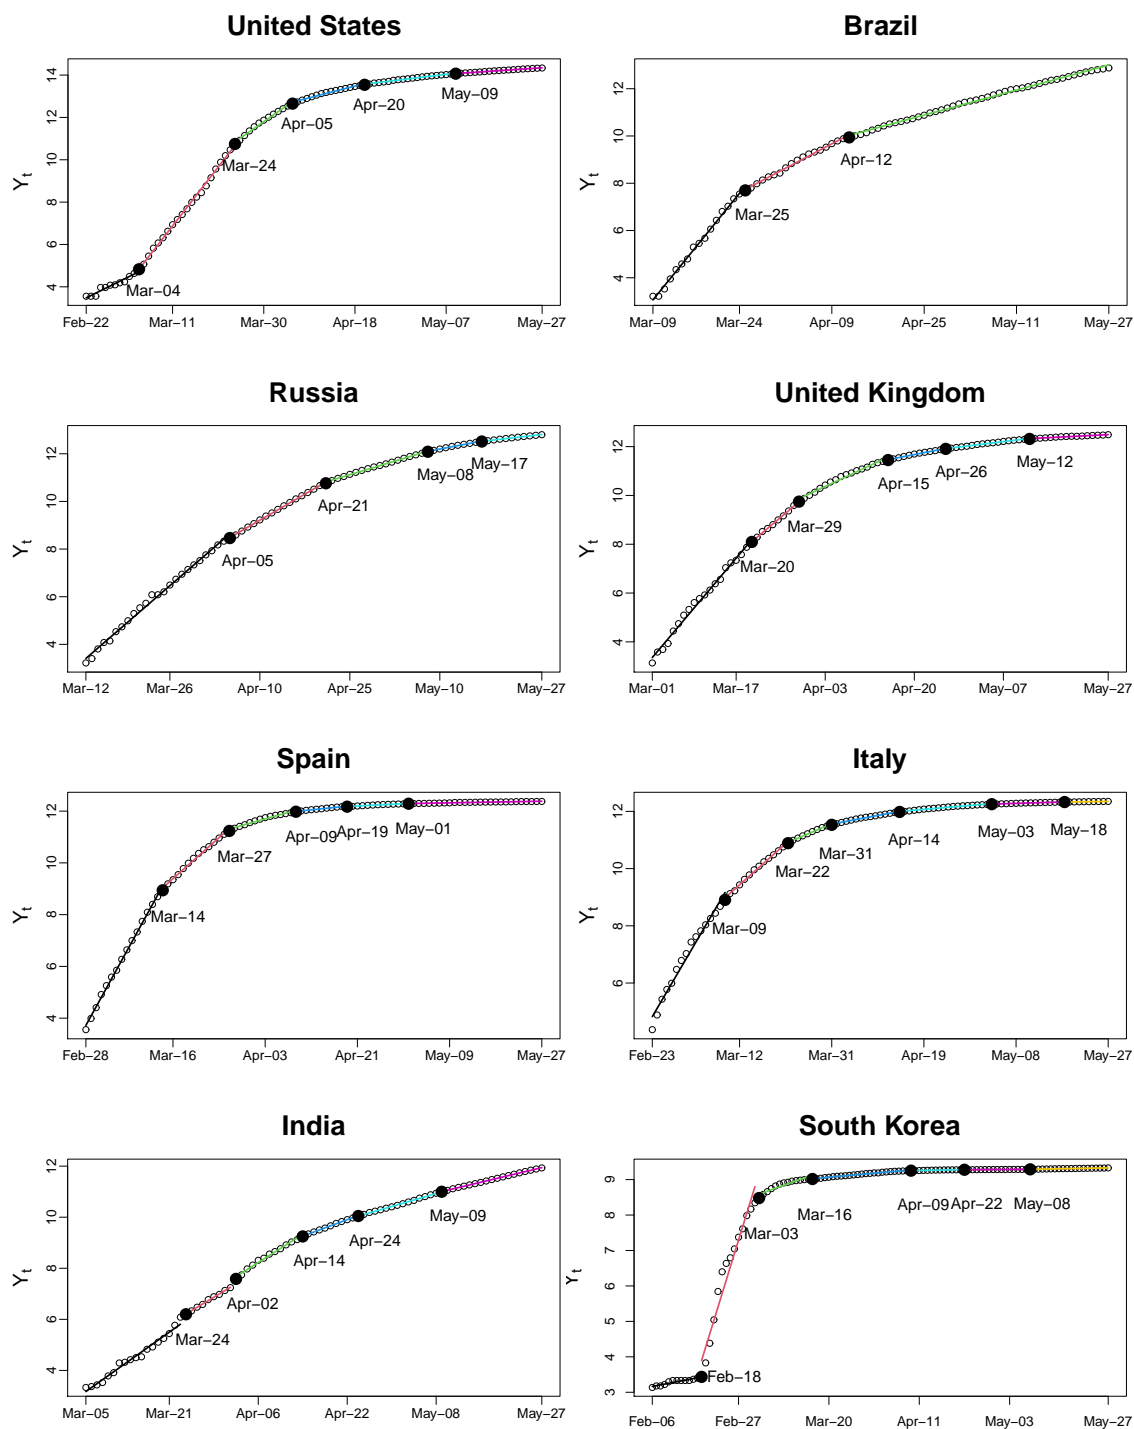 United States
Y_t
14
12
10
8
6
4
Mar−04
Mar−24
Apr−05
Apr−20
May−09
Feb−22 Mar−11 Mar−30 Apr−18 May−07 May−27
Brazil
12
10
8
6
4
Mar−25
Apr−12
Mar−09 Mar−24 Apr−09 Apr−25 May−11 May−27
Russia
Y_t
12
10
8
6
4
Apr−05
Apr−21
May−08
May−17
Mar−12 Mar−26 Apr−10 Apr−25 May−10 May−27
United Kingdom
Y_t
12
10
8
6
4
Mar−20
Mar−29
Apr−15
Apr−26
May−12
Mar−01 Mar−17 Apr−03 Apr−20 May−07 May−27
Spain
Y_t
12
10
8
6
4
Mar−14
Mar−27
Apr−09
Apr−19
May−01
Feb−28 Mar−16 Apr−03 Apr−21 May−09 May−27
Italy
Y_t
12
10
8
6
Mar−09
Mar−22
Mar−31
Apr−14
May−03
May−18
Feb−23 Mar−12 Mar−31 Apr−19 May−08 May−27
India
Y_t
12
10
8
6
4
Mar−24
Apr−02
Apr−14
Apr−24
May−09
Mar−05 Mar−21 Apr−06 Apr−22 May−08 May−27
South Korea
Y_t
9
8
7
6
5
4
3
Feb−18
Mar−03
Mar−16
Apr−09
Apr−22
May−08
Feb−06 Feb−27 Mar−20 Apr−11 May−03 May−27